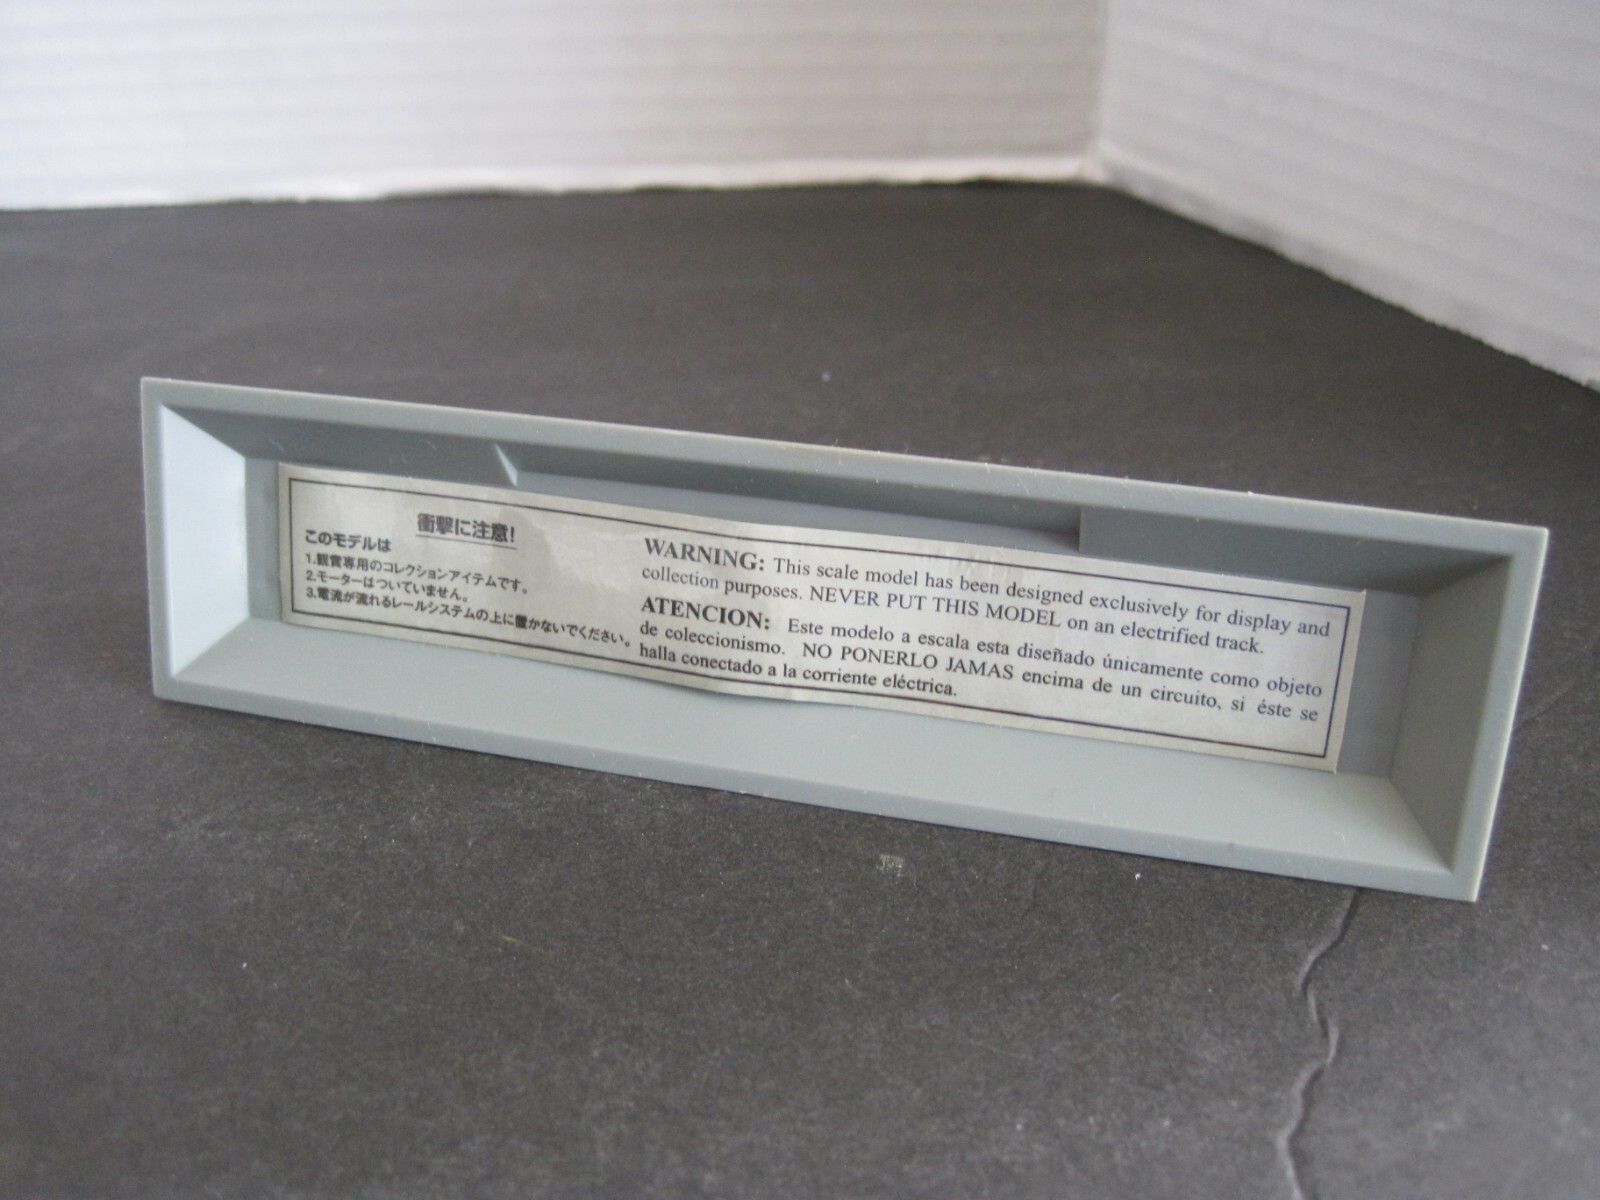 衝撃に注意!
このモデルは
1.観賞専用のコレクションアイテムです。
2.モーターはついていません。
3.電流が流れるレールシステムの上に置かないでください。
WARNING: This scale model has been designed exclusively for display and
collection purposes. NEVER PUT THIS MODEL on an electrified track.
ATENCION: Este modelo a escala esta diseñado únicamente como objeto
de coleccionismo. NO PONERLO JAMAS encima de un circuito, si éste se
halla conectado a la corriente eléctrica.